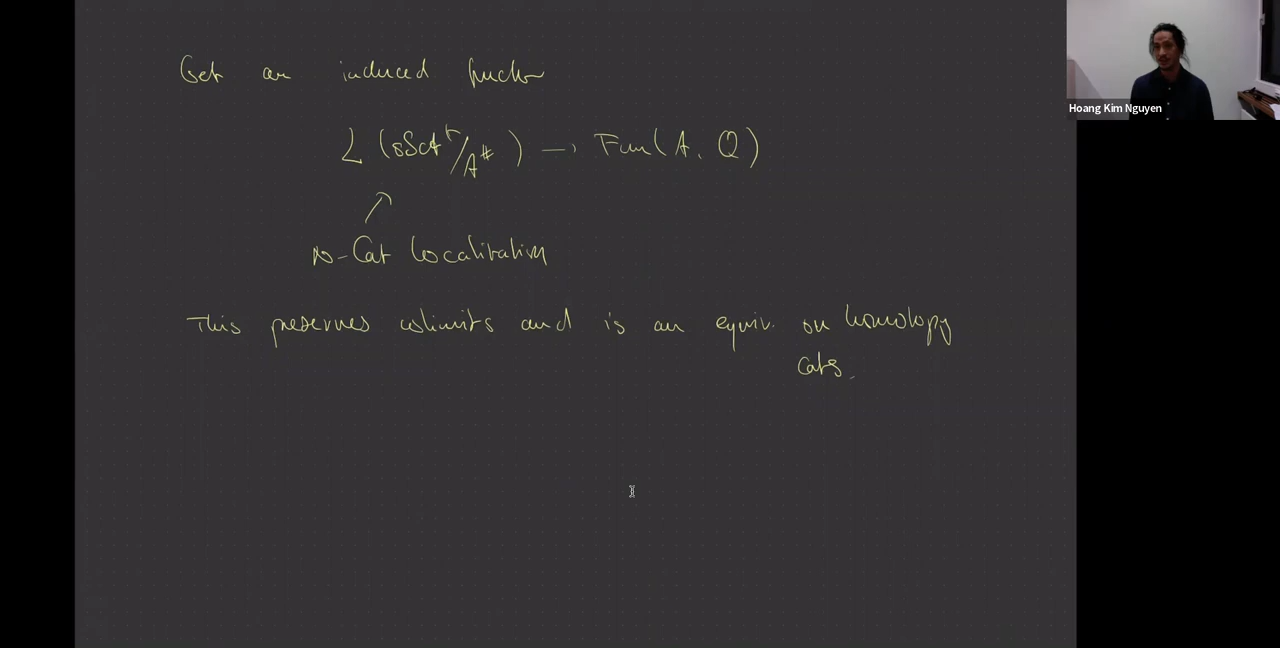 Get an induced functor
L (sSet⁺/A^#) → Fun(A, Q)
∞-Cat localization
This preserves colimits and is an equiv. on homotopy
cats.
Hoang Kim Nguyen